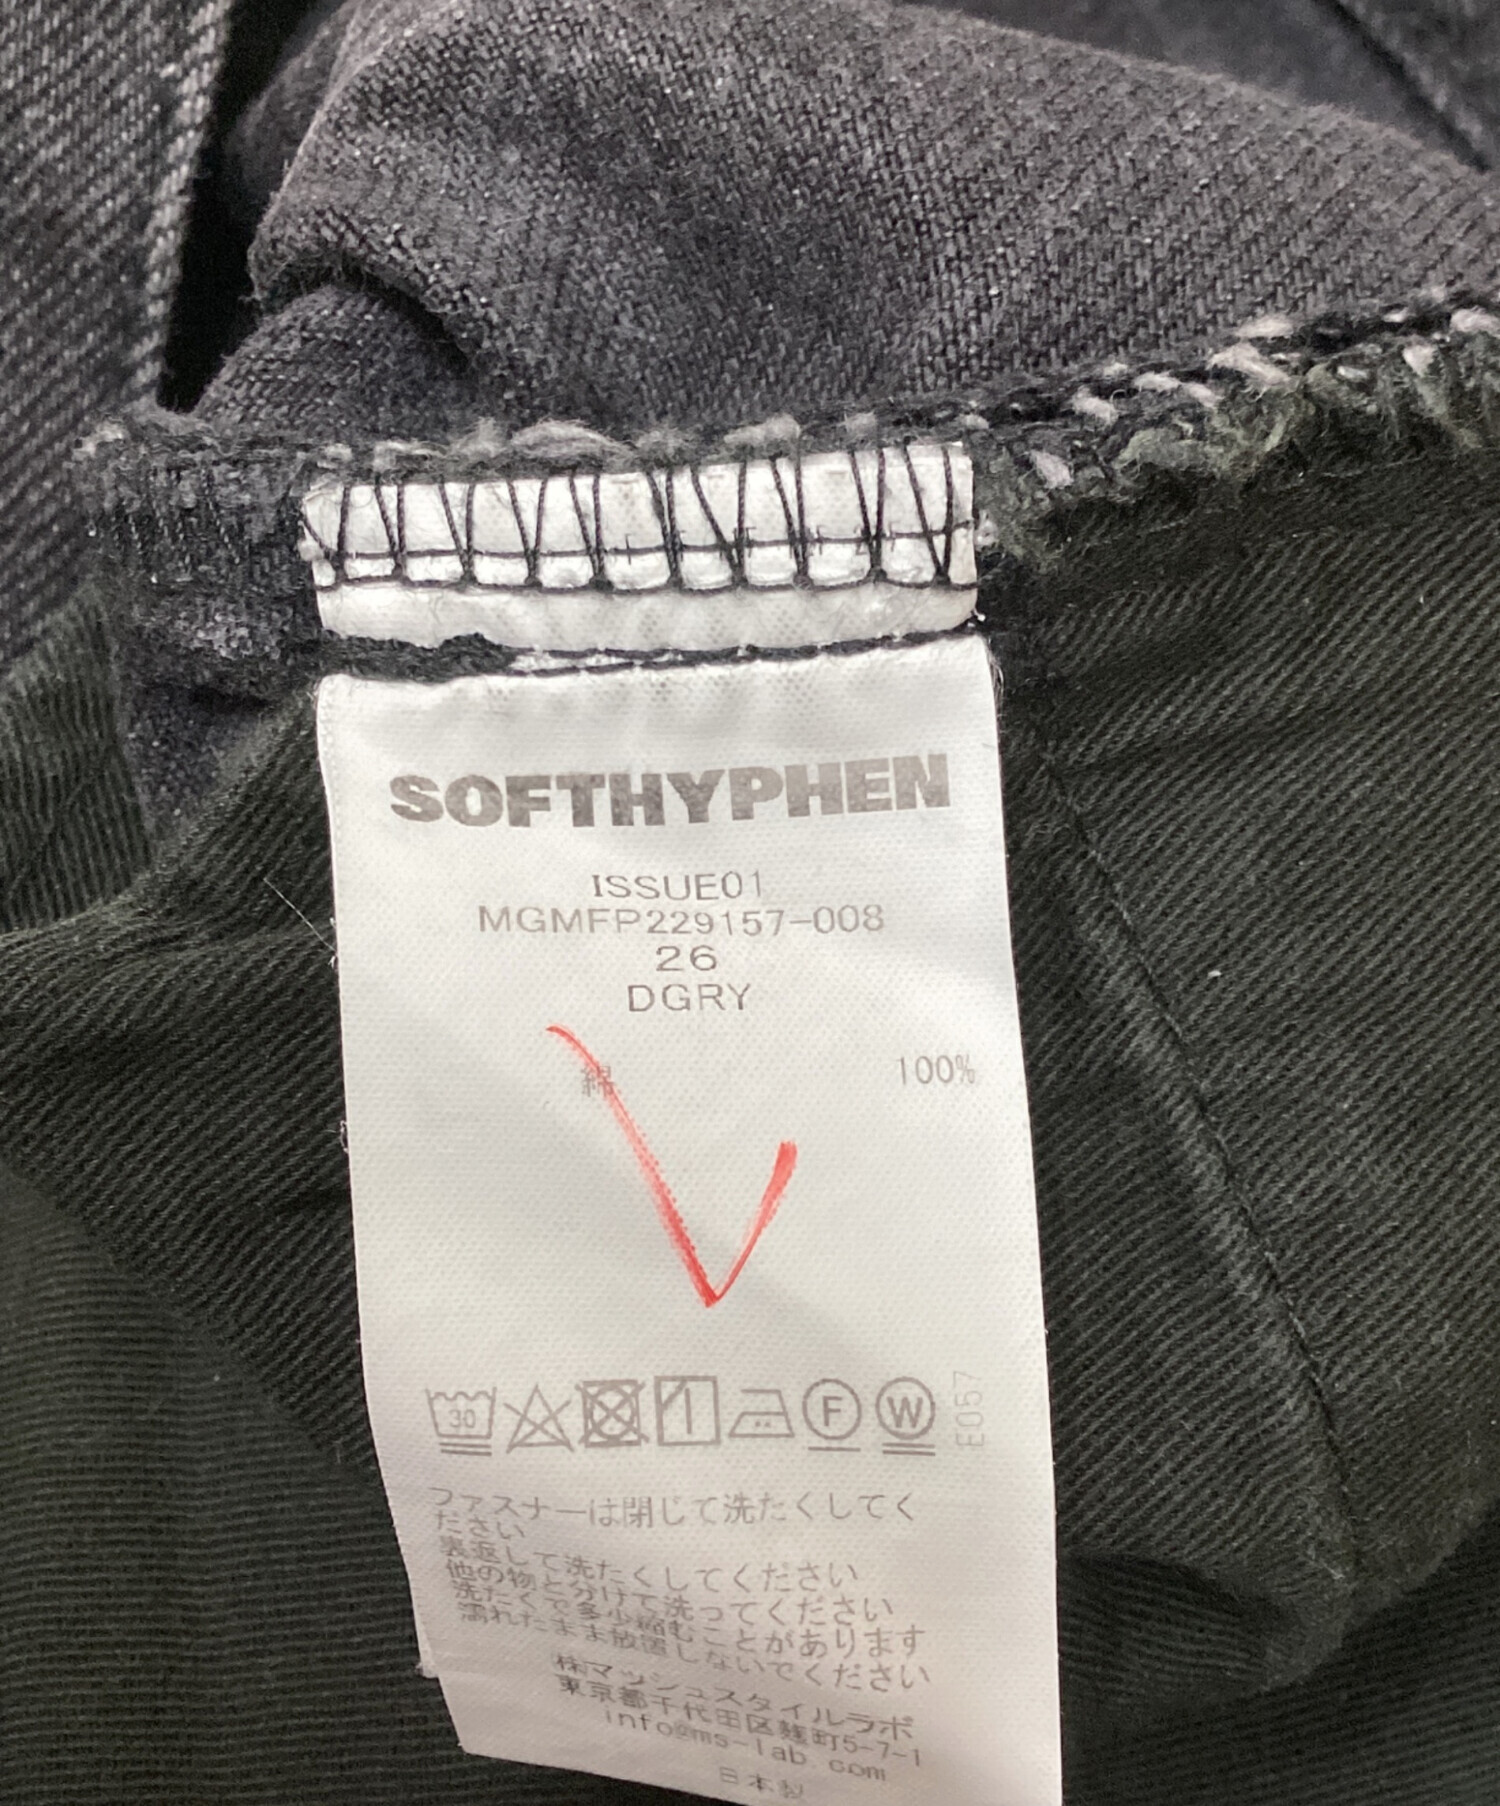 SOFTHYPHEN
ISSUE01
MGMFP229157-008
26
DGRY
綿 100%
30
F
W
E057
ファスナーは閉じて洗たくしてく
ださい
裏返して洗たくしてください
他の物と分けて洗ってください
洗たくで多少縮むことがあります
濡れたまま放置しないでください
㈱マッシュスタイルラボ
東京都千代田区麹町5-7-1
info@ms-lab.com
日本製